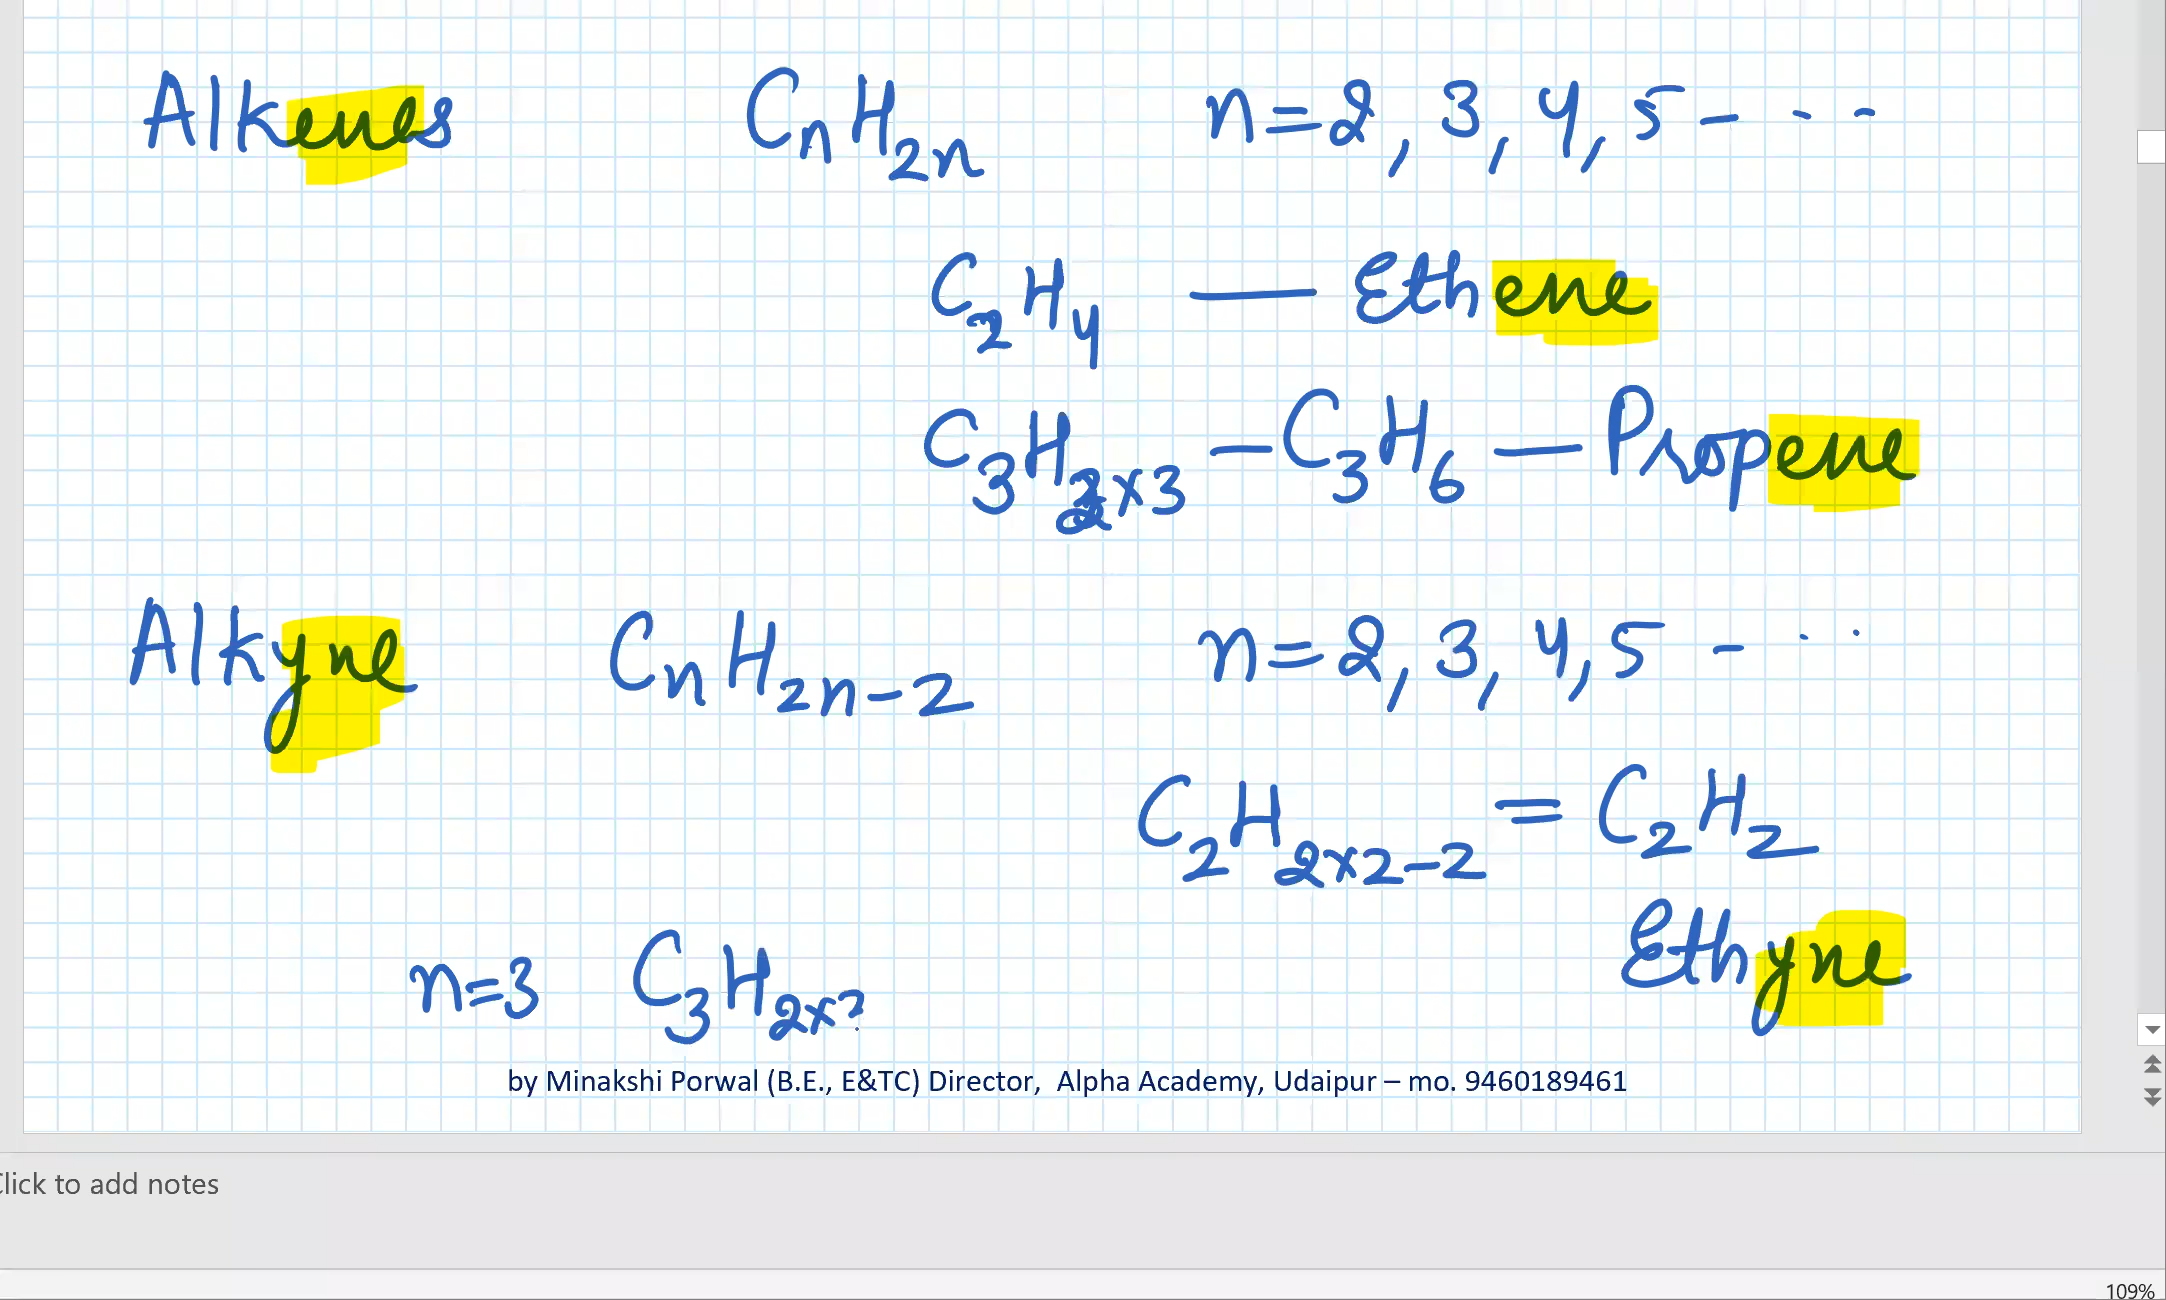 Alkenes CₙH₂ₙ n=2, 3, 4, 5 - - - -
C₂H₄ — Ethene
C₃H₂ₓ₃ – C₃H₆ — Propene
Alkyne CₙH₂ₙ₋₂ n=2, 3, 4, 5 - - -
C₂H₂ₓ₂₋₂ = C₂H₂
Ethyne
n=3 C₃H₂ₓ
by Minakshi Porwal (B.E., E&TC) Director, Alpha Academy, Udaipur – mo. 9460189461
lick to add notes
109%